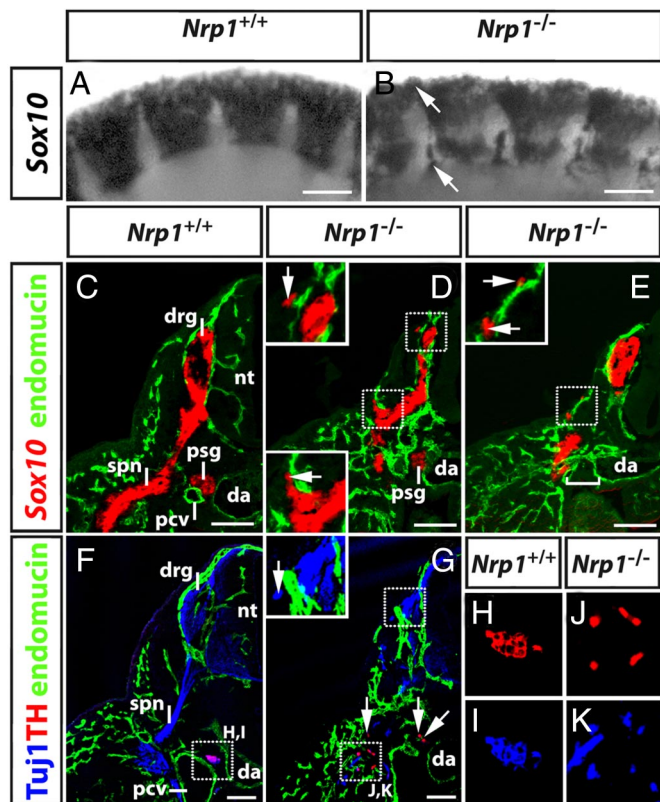 Nrp1+/+ Nrp1-/-
Sox10
A B
Nrp1+/+ Nrp1-/- Nrp1-/-
Sox10 endomucin
C D E
drg
nt
spn
psg
pcv
da
psg
da
da
Tuj1TH endomucin
F G
drg
nt
spn
H,I
pcv
da
da
J,K
Nrp1+/+ Nrp1-/-
H J
I K